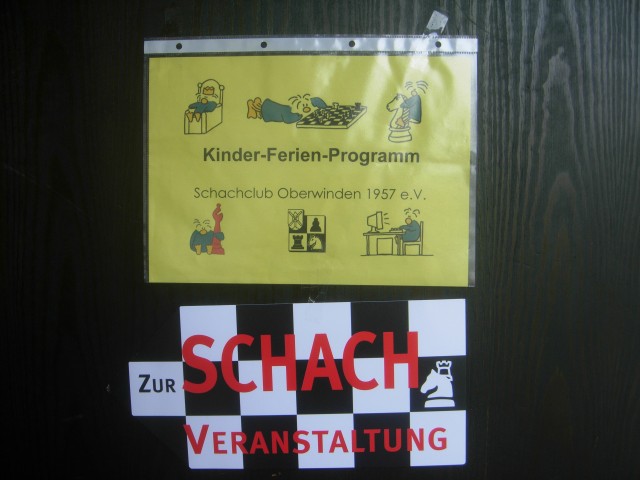 Kinder-Ferien-Programm
Schachclub Oberwinden 1957 e.V.
ZUR SCHACH
VERANSTALTUNG